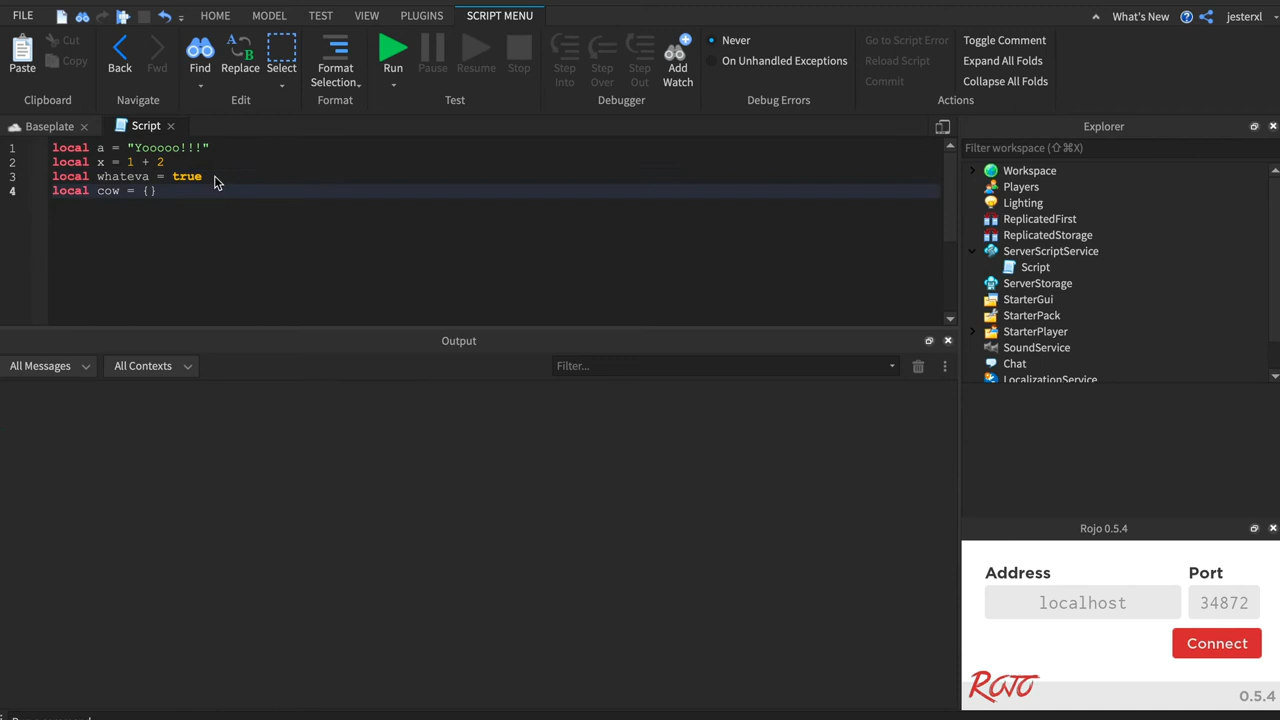 FILE HOME MODEL TEST VIEW PLUGINS SCRIPT MENU What's New jesterxl
Paste Cut Copy
Clipboard
Back Fwd
Navigate
Find Replace Select
Edit
Format Selection
Format
Run Pause Resume Stop
Test
Step Into Step Over Step Out Add Watch
Debugger
Never
On Unhandled Exceptions
Debug Errors
Go to Script Error
Reload Script
Commit
Toggle Comment
Expand All Folds
Collapse All Folds
Actions
Baseplate Script
1 local a = "Yooooo!!!"
2 local x = 1 + 2
3 local whateva = true
4 local cow = {}
Output
All Messages All Contexts Filter...
Explorer
Filter workspace (⇧⌘X)
Workspace
Players
Lighting
ReplicatedFirst
ReplicatedStorage
ServerScriptService
Script
ServerStorage
StarterGui
StarterPack
StarterPlayer
SoundService
Chat
LocalizationService
Rojo 0.5.4
Address Port
localhost 34872
Connect
ROJO 0.5.4